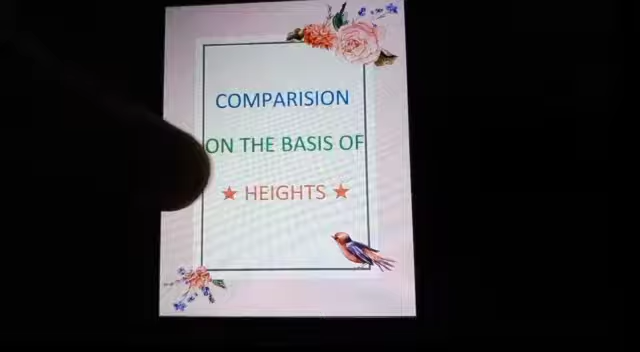 COMPARISION
ON THE BASIS OF
★ HEIGHTS ★